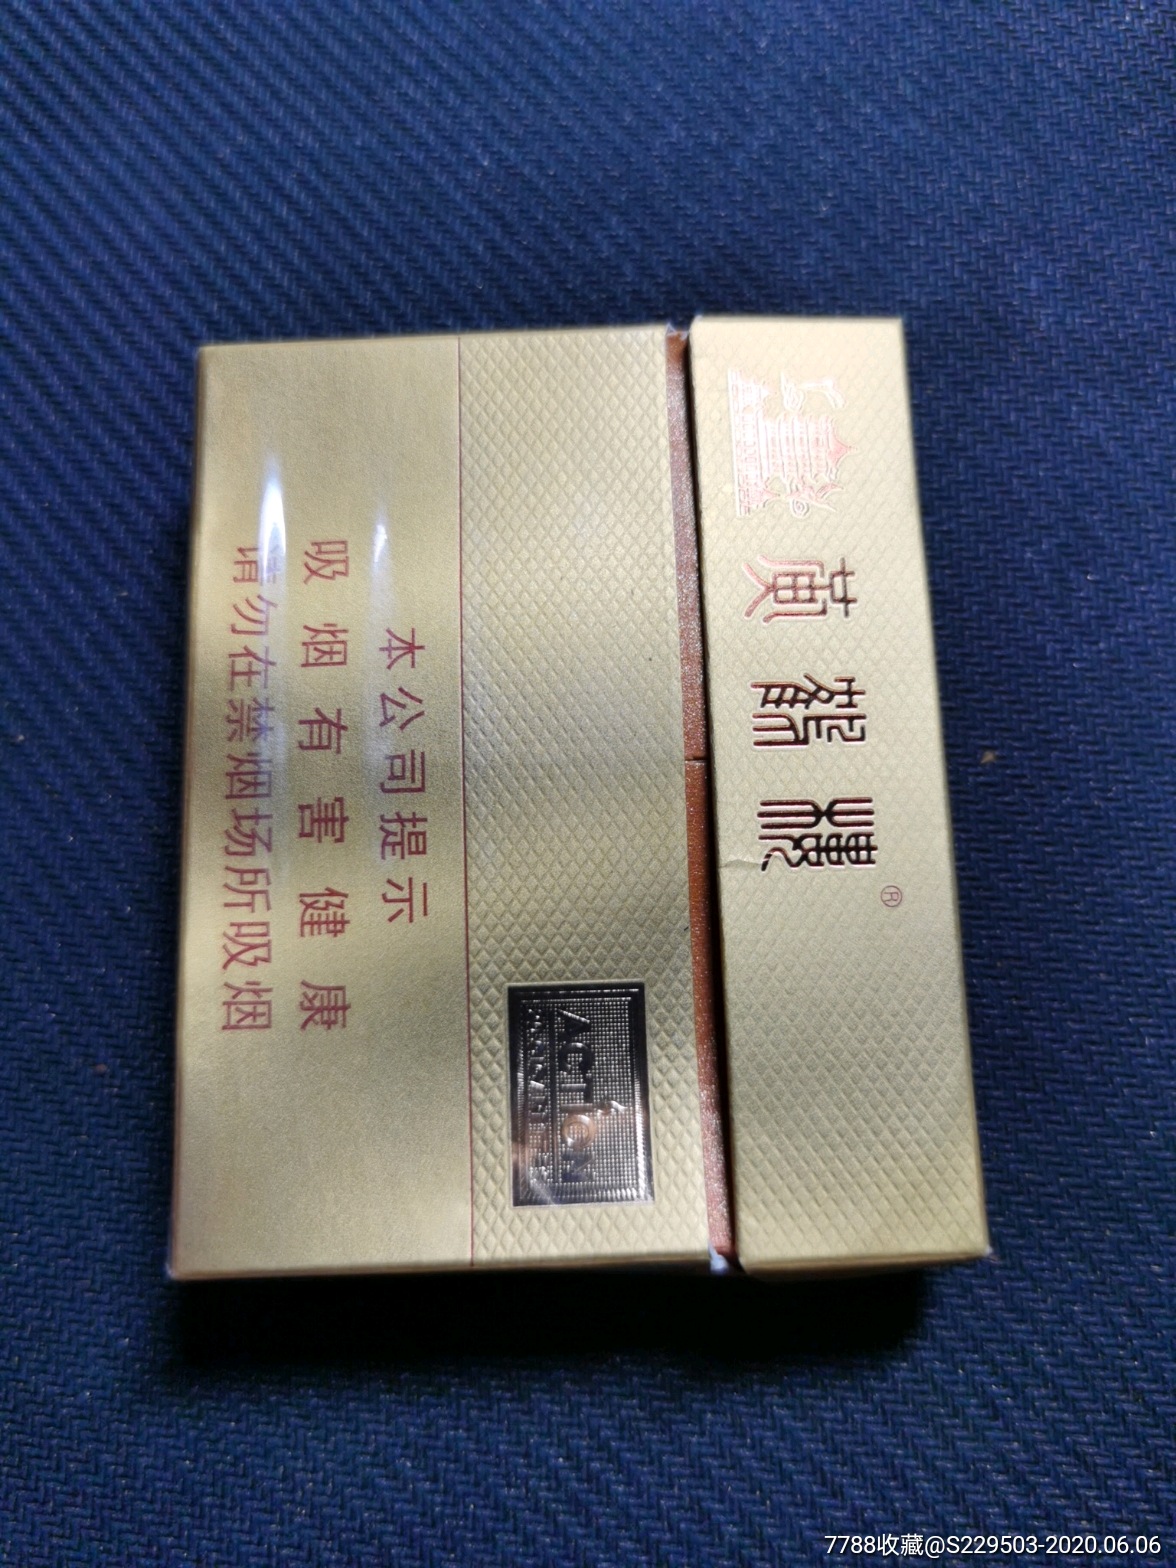 黄鹤楼
®
本公司提示
吸烟有害健康
请勿在禁烟场所吸烟
7788收藏@S229503-2020.06.06